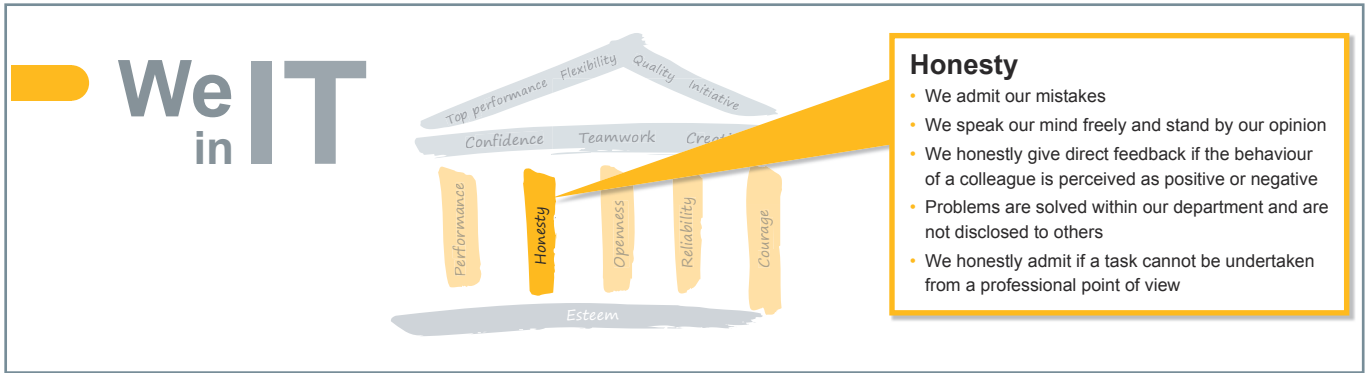 We
in
IT
Top performance Flexibility Quality Initiative
Confidence Teamwork
Performance
Honesty
Openness
Reliability
Courage
Esteem
Honesty
• We admit our mistakes
• We speak our mind freely and stand by our opinion
• We honestly give direct feedback if the behaviour
of a colleague is perceived as positive or negative
• Problems are solved within our department and are
not disclosed to others
• We honestly admit if a task cannot be undertaken
from a professional point of view